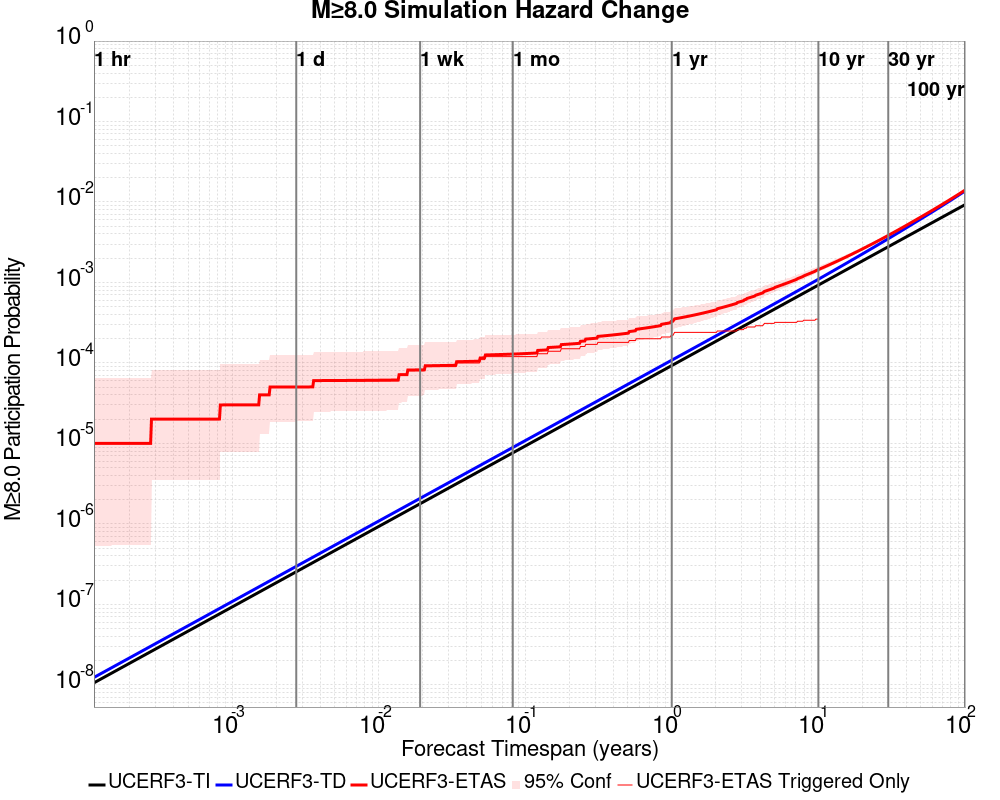 M≥8.0 Simulation Hazard Change
10^0
1 hr 1 d 1 wk 1 mo 1 yr 10 yr 30 yr
100 yr
10^-1
10^-2
10^-3
10^-4
10^-5
10^-6
10^-7
10^-8
M≥8.0 Participation Probability
10^-3 10^-2 10^-1 10^0 10^1 10^2
Forecast Timespan (years)
UCERF3-TI UCERF3-TD UCERF3-ETAS 95% Conf UCERF3-ETAS Triggered Only